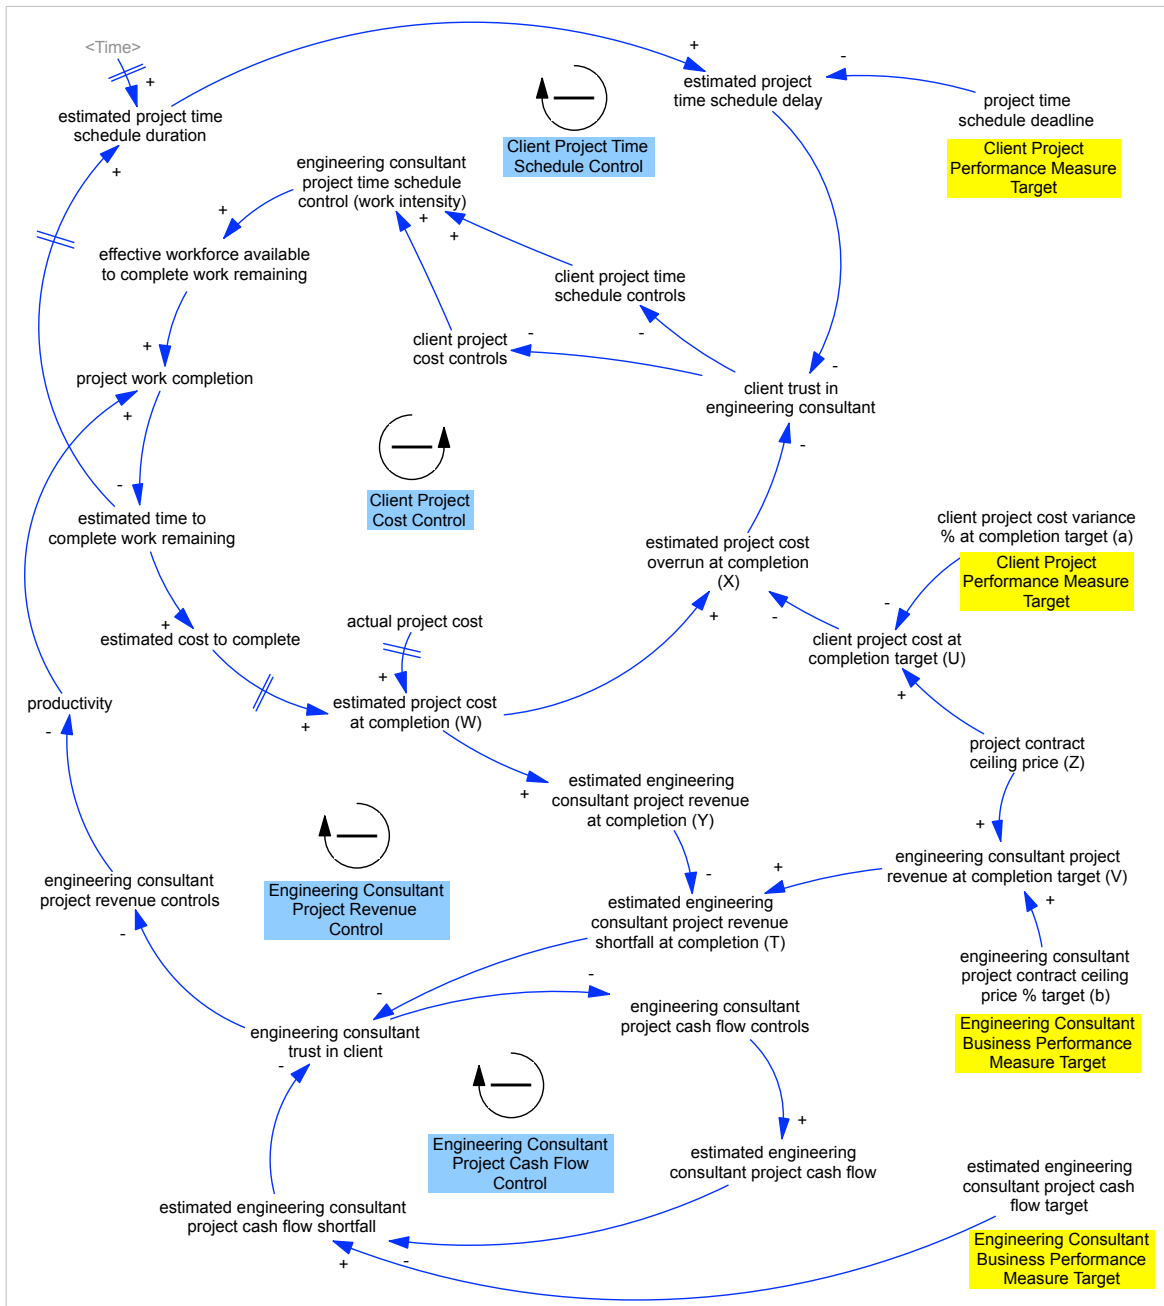 <Time>
+
+
-
estimated project time
schedule duration
estimated project
time schedule delay
project time
schedule deadline
Client Project
Performance Measure
Target
Client Project Time
Schedule Control
engineering consultant
project time schedule
control (work intensity)
+
+
+
+
effective workforce available
to complete work remaining
client project time
schedule controls
-
-
client project
cost controls
-
-
+
project work completion
+
client trust in
engineering consultant
-
Client Project
Cost Control
-
estimated time to
complete work remaining
estimated project cost
overrun at completion
(X)
client project cost variance
% at completion target (a)
Client Project
Performance Measure
Target
-
-
+
+
estimated cost to complete
actual project cost
client project cost at
completion target (U)
+
+
productivity
-
estimated project cost
at completion (W)
+
project contract
ceiling price (Z)
estimated engineering
consultant project revenue
at completion (Y)
+
+
Engineering Consultant
Project Revenue
Control
engineering consultant
project revenue controls
-
-
+
engineering consultant project
revenue at completion target (V)
estimated engineering
consultant project revenue
shortfall at completion (T)
+
engineering consultant
project contract ceiling
price % target (b)
Engineering Consultant
Business Performance
Measure Target
-
-
engineering consultant
trust in client
-
engineering consultant
project cash flow controls
+
Engineering Consultant
Project Cash Flow
Control
estimated engineering
consultant project cash flow
estimated engineering
consultant project cash
flow target
Engineering Consultant
Business Performance
Measure Target
estimated engineering consultant
project cash flow shortfall
+
-